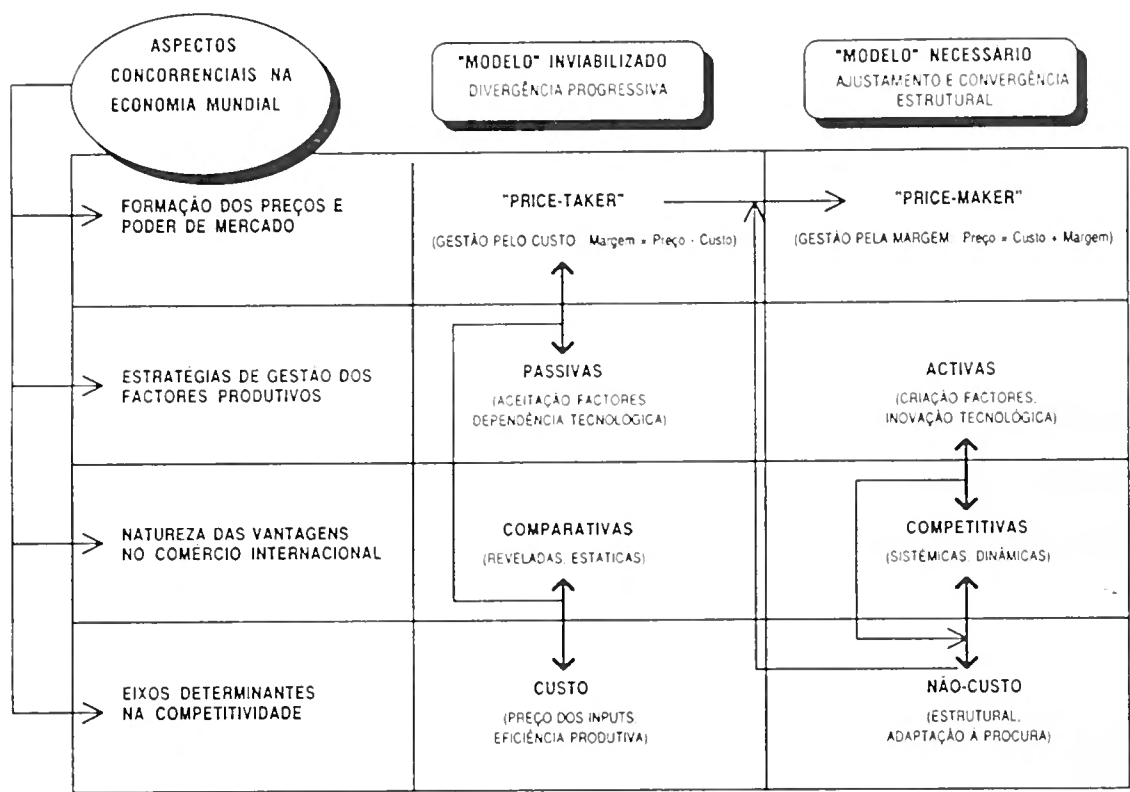 ASPECTOS
CONCORRENCIAIS NA
ECONOMIA MUNDIAL
"MODELO" INVIABILIZADO
DIVERGÊNCIA PROGRESSIVA
"MODELO" NECESSÁRIO
AJUSTAMENTO E CONVERGÊNCIA
ESTRUTURAL
FORMAÇÃO DOS PREÇOS E
PODER DE MERCADO
"PRICE-TAKER"
(GESTÃO PELO CUSTO Margem = Preço - Custo)
"PRICE-MAKER"
(GESTÃO PELA MARGEM Preço = Custo + Margem)
ESTRATÉGIAS DE GESTÃO DOS
FACTORES PRODUTIVOS
PASSIVAS
(ACEITAÇÃO FACTORES,
DEPENDÊNCIA TECNOLÓGICA)
ACTIVAS
(CRIAÇÃO FACTORES,
INOVAÇÃO TECNOLÓGICA)
NATUREZA DAS VANTAGENS
NO COMÉRCIO INTERNACIONAL
COMPARATIVAS
(REVELADAS, ESTATICAS)
COMPETITIVAS
(SISTÉMICAS, DINÂMICAS)
EIXOS DETERMINANTES
NA COMPETITIVIDADE
CUSTO
(PREÇO DOS INPUTS,
EFICIÊNCIA PRODUTIVA)
NÃO-CUSTO
(ESTRUTURAL,
ADAPTAÇÃO À PROCURA)